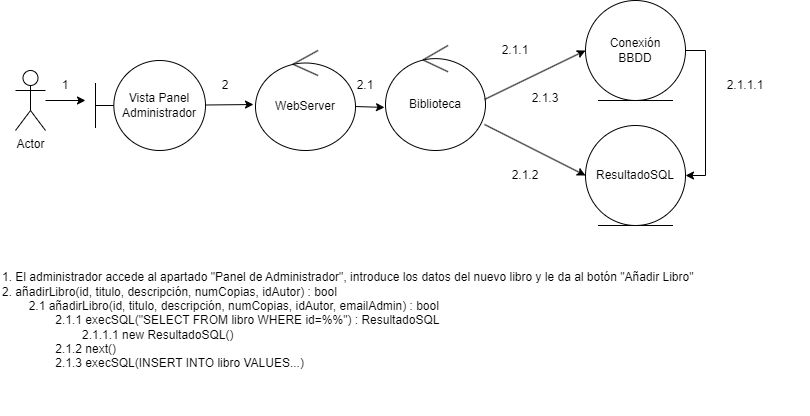 Conexión
BBDD
2.1.1
1
2
2.1
2.1.1.1
2.1.3
Vista Panel
Administrador
WebServer
Biblioteca
Actor
2.1.2
ResultadoSQL
1. El administrador accede al apartado "Panel de Administrador", introduce los datos del nuevo libro y le da al botón "Añadir Libro"
2. añadirLibro(id, titulo, descripción, numCopias, idAutor) : bool
2.1 añadirLibro(id, titulo, descripción, numCopias, idAutor, emailAdmin) : bool
2.1.1 execSQL("SELECT FROM libro WHERE id=%%") : ResultadoSQL
2.1.1.1 new ResultadoSQL()
2.1.2 next()
2.1.3 execSQL(INSERT INTO libro VALUES...)